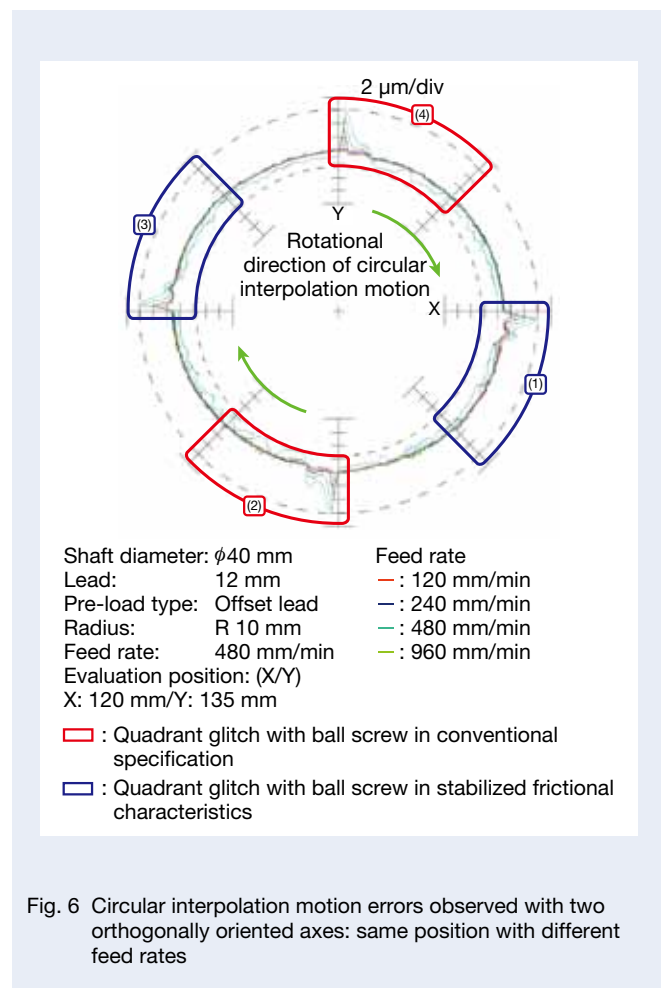 2 µm/div
(4)
(3)
Y
Rotational
direction of circular
interpolation motion
X
(1)
(2)
Shaft diameter: φ40 mm
Lead: 12 mm
Pre-load type: Offset lead
Radius: R 10 mm
Feed rate: 480 mm/min
Evaluation position: (X/Y)
X: 120 mm/Y: 135 mm
Feed rate
: 120 mm/min
: 240 mm/min
: 480 mm/min
: 960 mm/min
: Quadrant glitch with ball screw in conventional
specification
: Quadrant glitch with ball screw in stabilized frictional
characteristics
Fig. 6 Circular interpolation motion errors observed with two
orthogonally oriented axes: same position with different
feed rates